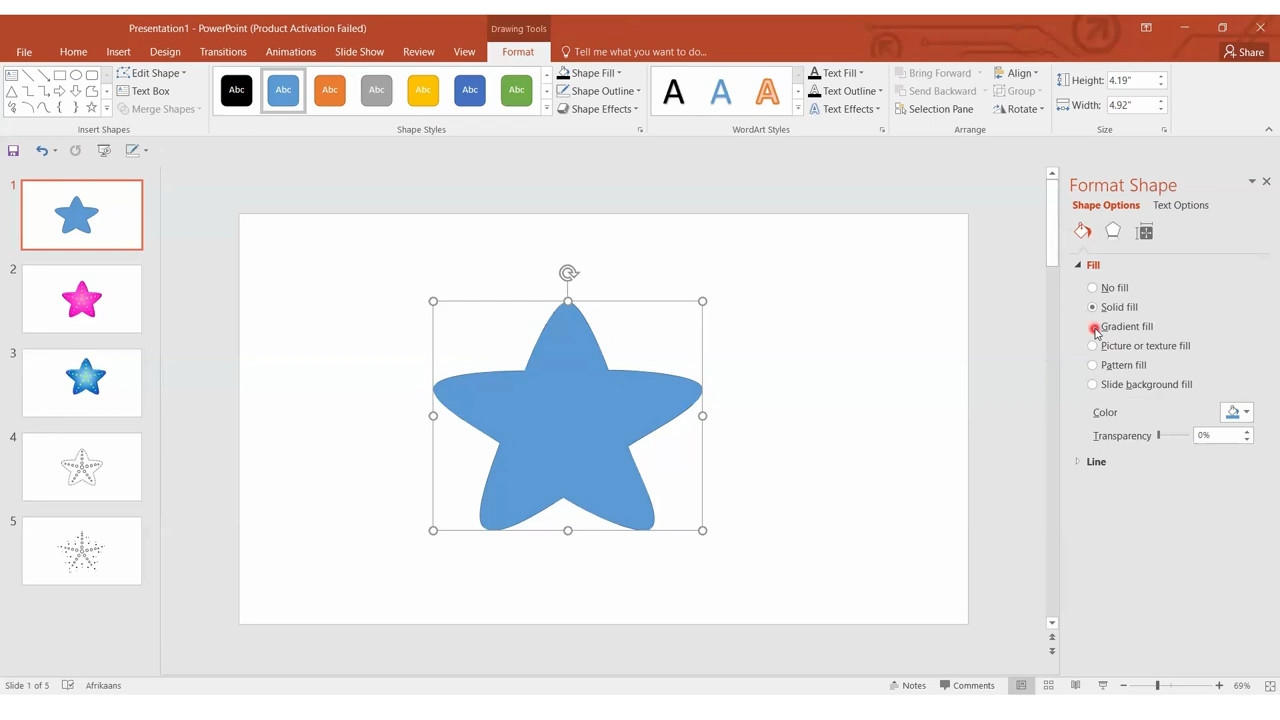 Presentation1 - PowerPoint (Product Activation Failed)
Drawing Tools
File Home Insert Design Transitions Animations Slide Show Review View Format Tell me what you want to do... Share
Edit Shape
Text Box
Merge Shapes
Insert Shapes
Abc Abc Abc Abc Abc Abc Abc
Shape Styles
Shape Fill
Shape Outline
Shape Effects
A A A
WordArt Styles
Text Fill
Text Outline
Text Effects
Bring Forward
Send Backward
Selection Pane
Align
Group
Rotate
Arrange
Height: 4.19"
Width: 4.92"
Size
1
2
3
4
5
Format Shape
Shape Options Text Options
Fill
No fill
Solid fill
Gradient fill
Picture or texture fill
Pattern fill
Slide background fill
Color
Transparency 0%
Line
Slide 1 of 5 Afrikaans Notes Comments 69%